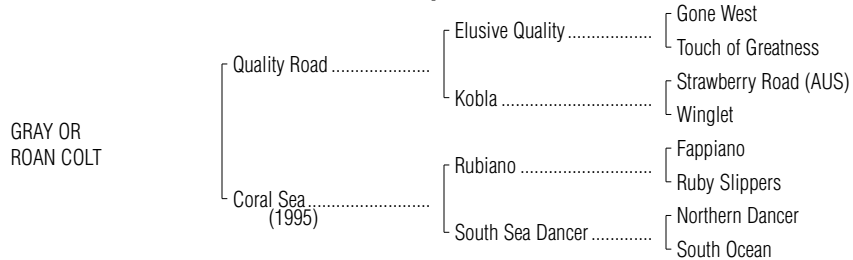 Gone West
Elusive Quality ..................
Touch of Greatness
Quality Road .....................
Strawberry Road (AUS)
Kobla ................................
Winglet
GRAY OR
ROAN COLT
Fappiano
Rubiano ............................
Ruby Slippers
Coral Sea..........................
(1995)
Northern Dancer
South Sea Dancer.............
South Ocean